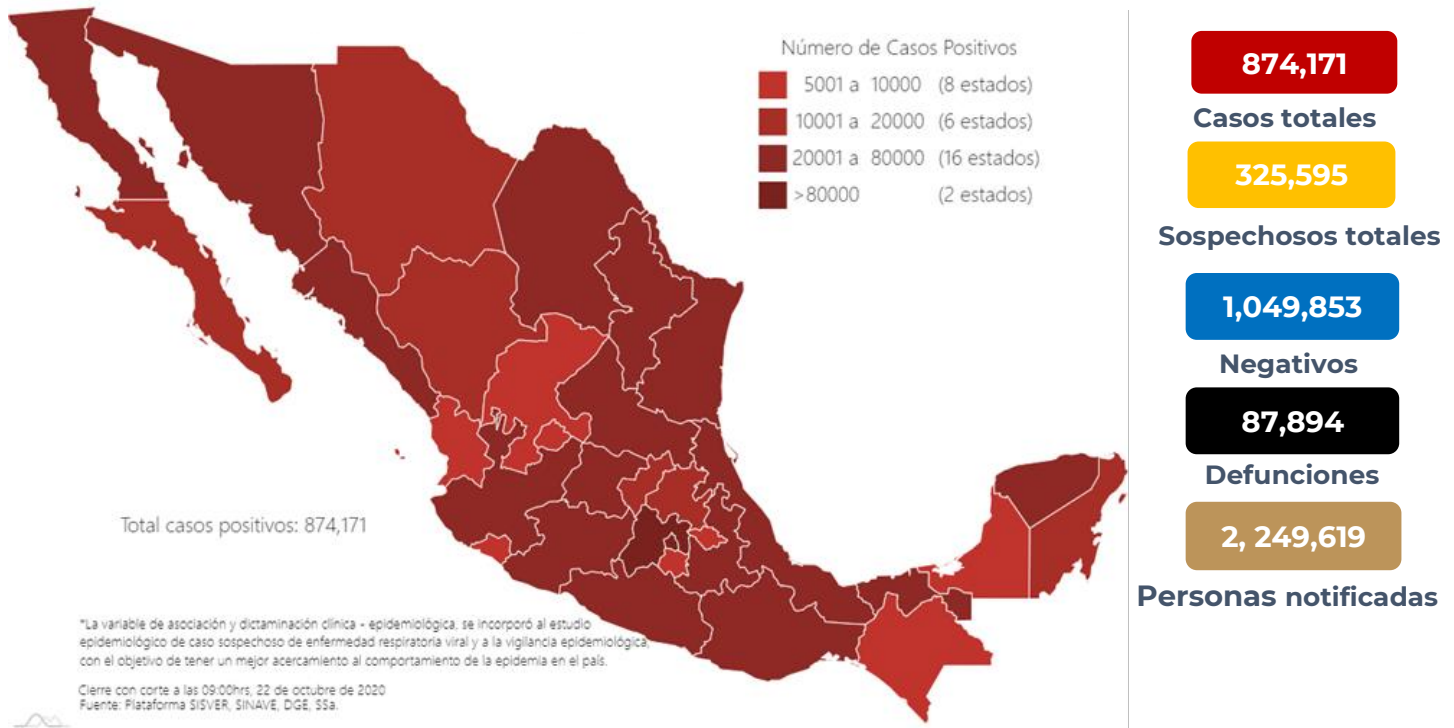 Número de Casos Positivos
5001 a 10000 (8 estados)
10001 a 20000 (6 estados)
20001 a 80000 (16 estados)
>80000 (2 estados)
Total casos positivos: 874,171
*La variable de asociación y dictaminación clínica - epidemiológica, se incorporó al estudio
epidemiológico de caso sospechoso de enfermedad respiratoria viral y a la vigilancia epidemiológica,
con el objetivo de tener un mejor acercamiento al comportamiento de la epidemia en el país.
Cierre con corte a las 09:00hrs, 22 de octubre de 2020
Fuente: Plataforma SISVER, SINAVE, DGE, SSa.
874,171
Casos totales
325,595
Sospechosos totales
1,049,853
Negativos
87,894
Defunciones
2, 249,619
Personas notificadas